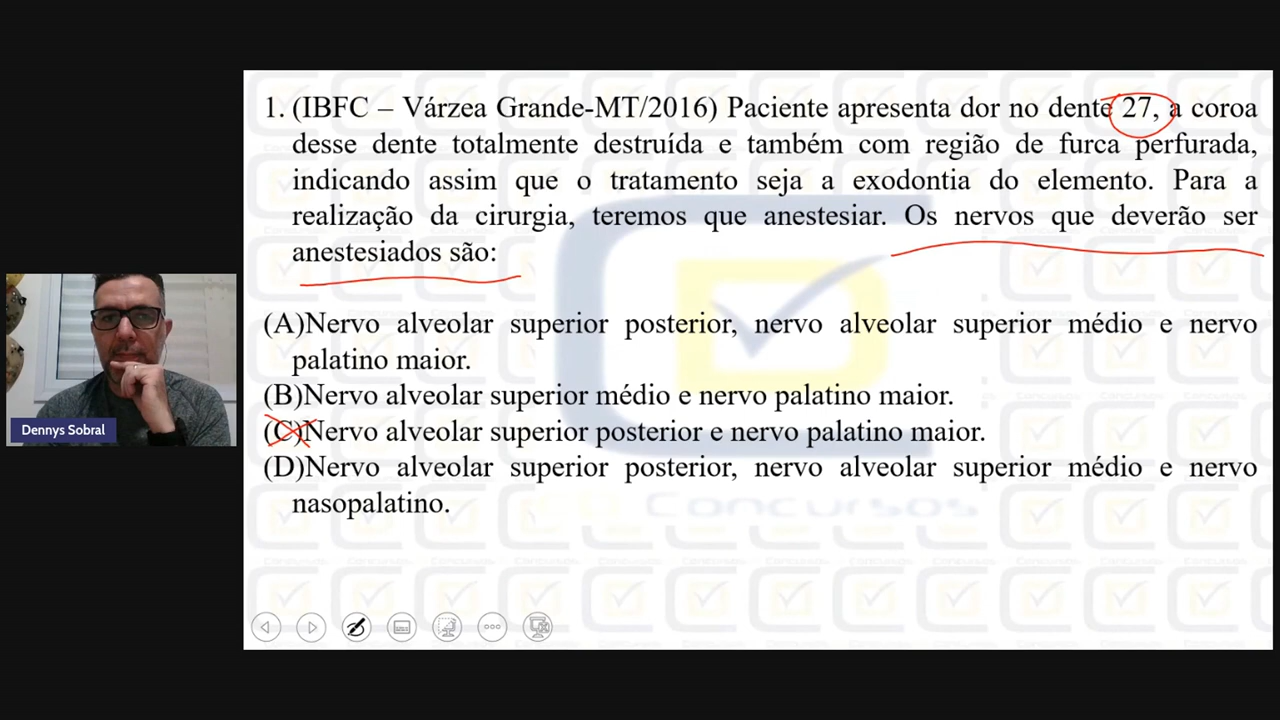 1. (IBFC – Várzea Grande-MT/2016) Paciente apresenta dor no dente 27, a coroa
desse dente totalmente destruída e também com região de furca perfurada,
indicando assim que o tratamento seja a exodontia do elemento. Para a
realização da cirurgia, teremos que anestesiar. Os nervos que deverão ser
anestesiados são:
(A)Nervo alveolar superior posterior, nervo alveolar superior médio e nervo
palatino maior.
(B)Nervo alveolar superior médio e nervo palatino maior.
(C)Nervo alveolar superior posterior e nervo palatino maior.
(D)Nervo alveolar superior posterior, nervo alveolar superior médio e nervo
nasopalatino.
Concursos
Dennys Sobral